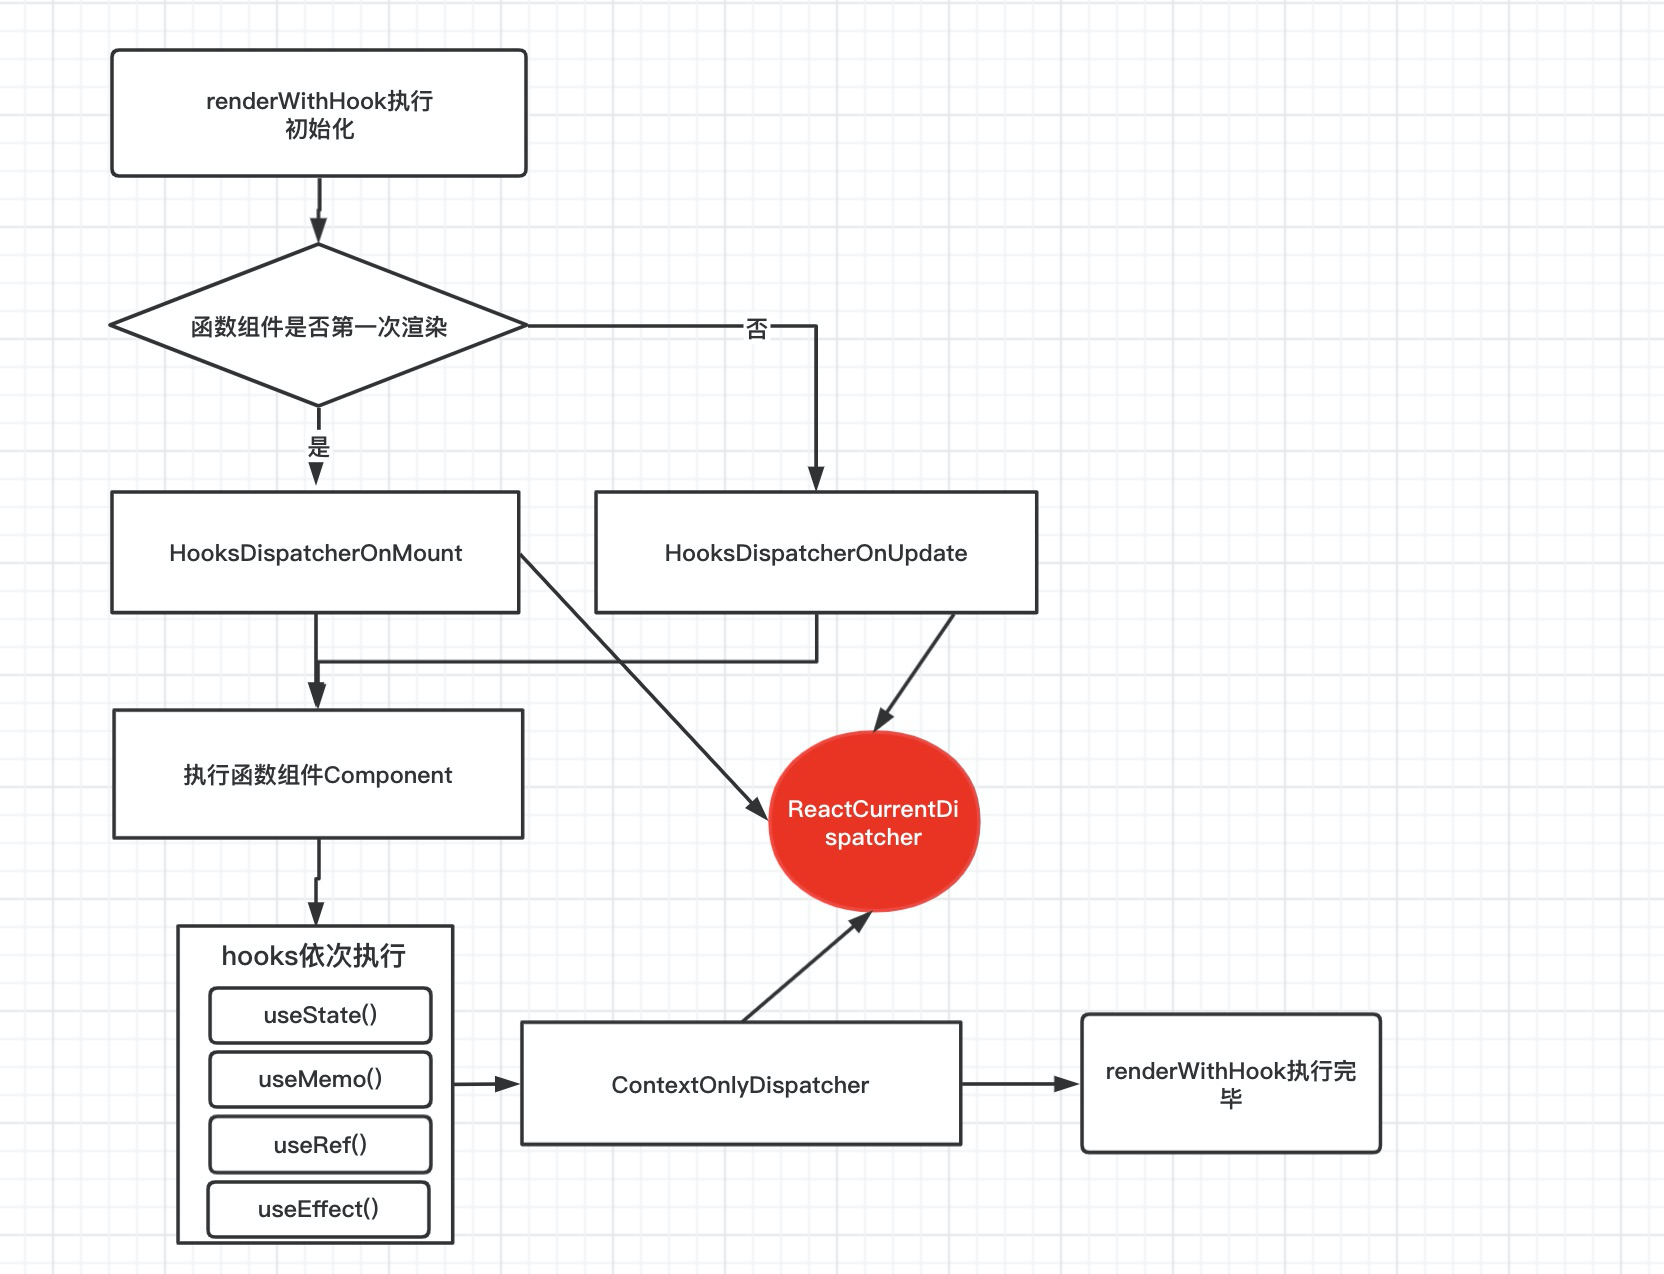 renderWithHook执行
初始化
函数组件是否第一次渲染
否
是
HooksDispatcherOnMount
HooksDispatcherOnUpdate
执行函数组件Component
ReactCurrentDi
spatcher
hooks依次执行
useState()
useMemo()
useRef()
useEffect()
ContextOnlyDispatcher
renderWithHook执行完
毕